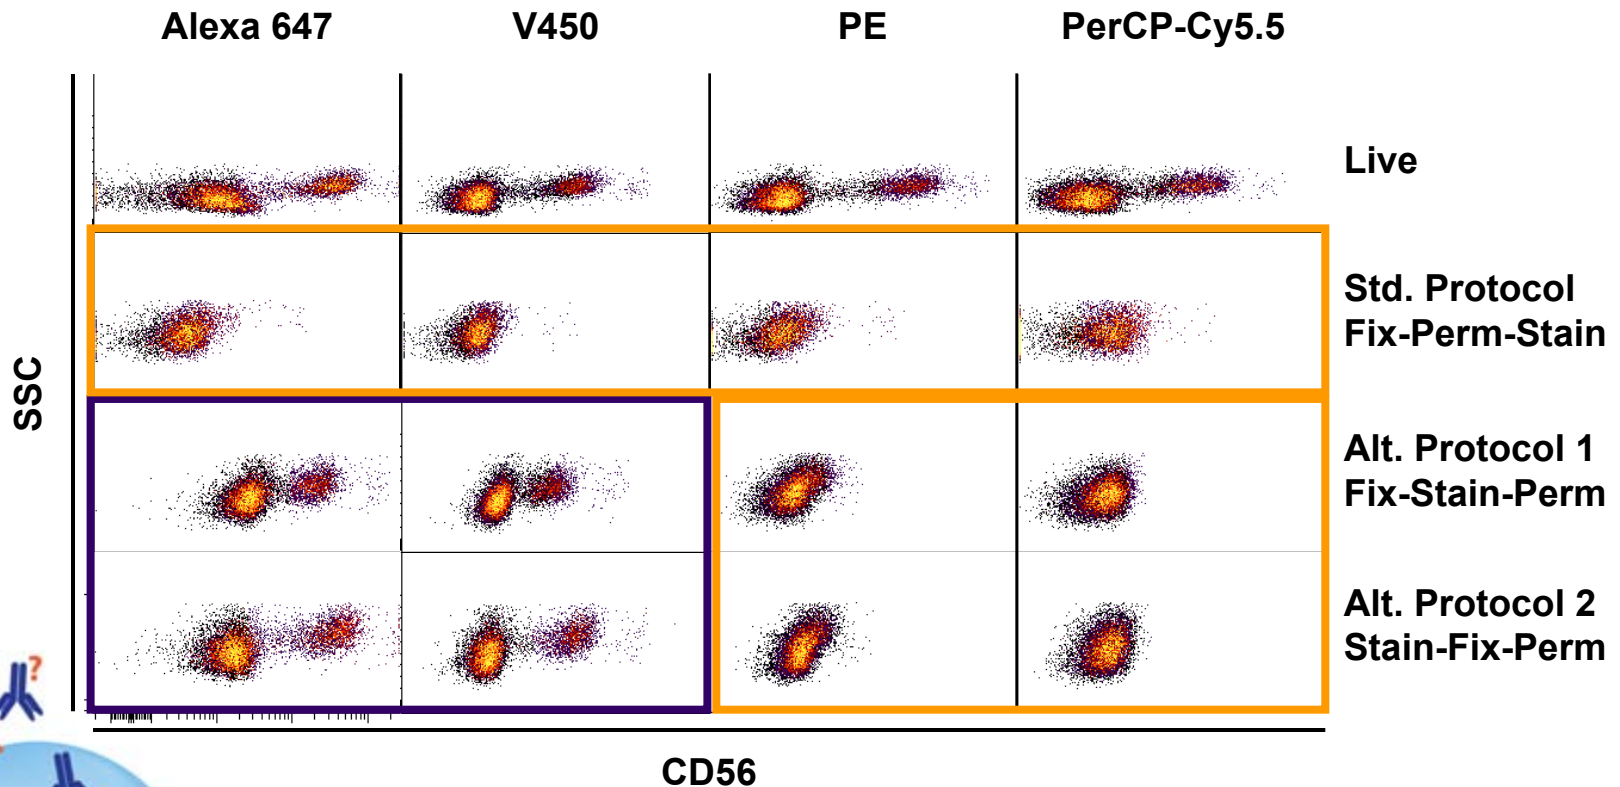 Alexa 647
V450
PE
PerCP-Cy5.5
Live
Std. Protocol
Fix-Perm-Stain
SSC
Alt. Protocol 1
Fix-Stain-Perm
Alt. Protocol 2
Stain-Fix-Perm
?
CD56